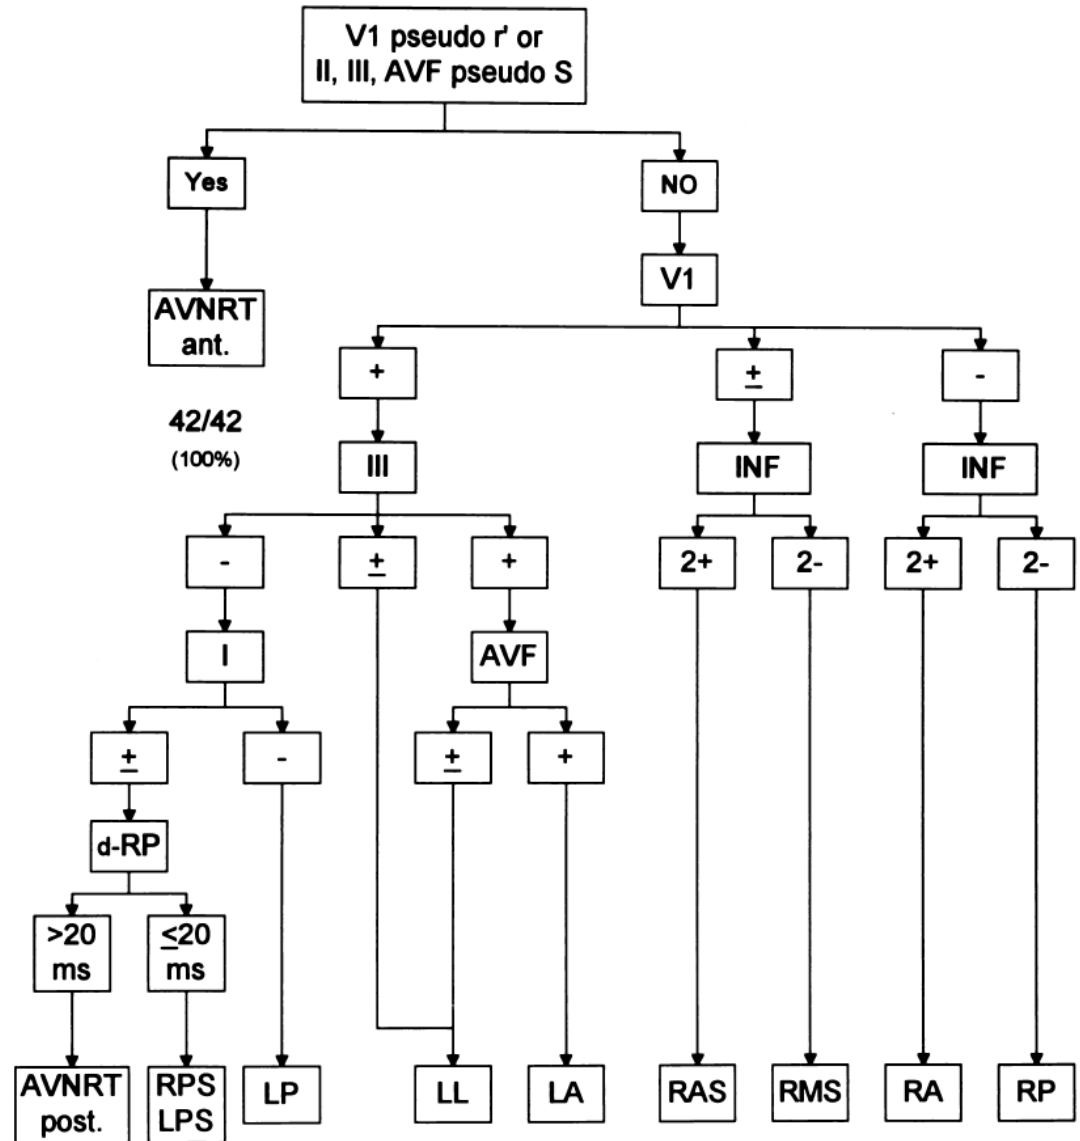 V1 pseudo r' or
II, III, AVF pseudo S
Yes
NO
V1
AVNRT
ant.
+
±
-
42/42
(100%)
III
INF
INF
-
±
+
2+
2-
2+
2-
I
AVF
±
-
±
+
d-RP
>20
ms
≤20
ms
AVNRT
post.
RPS
LPS
LP
LL
LA
RAS
RMS
RA
RP